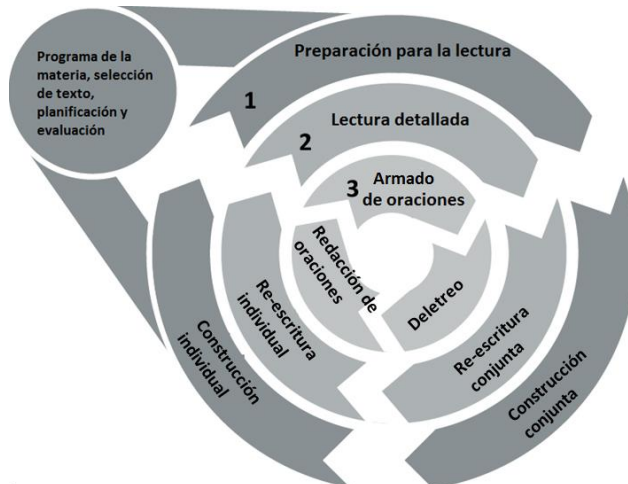 Programa de la
materia, selección
de texto,
planificación y
evaluación
Preparación para la lectura
1
Lectura detallada
2
Armado
de oraciones
3
Redacción de
oraciones
Deletreo
Re-escritura
individual
Re-escritura
conjunta
Construcción
individual
Construcción
conjunta